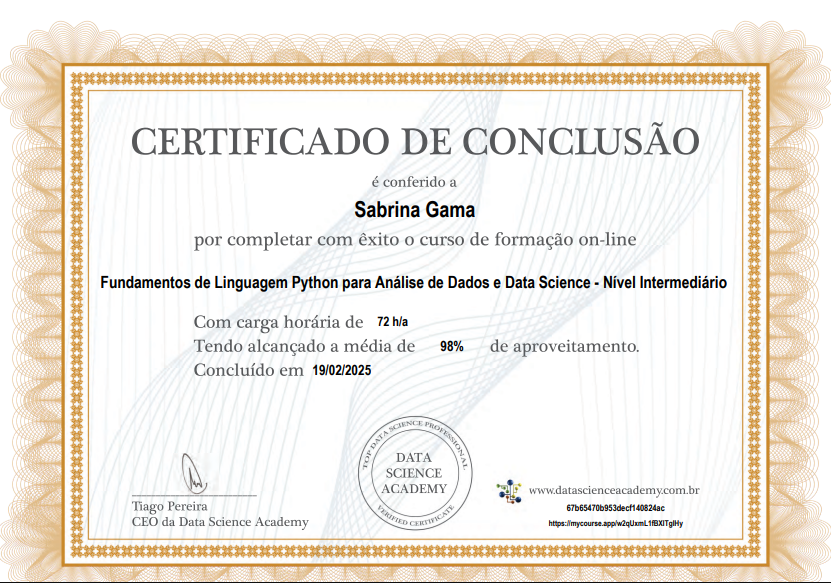 CERTIFICADO DE CONCLUSÃO
é conferido a
Sabrina Gama
por completar com êxito o curso de formação on-line
Fundamentos de Linguagem Python para Análise de Dados e Data Science - Nível Intermediário
Com carga horária de 72 h/a
Tendo alcançado a média de 98% de aproveitamento.
Concluído em 19/02/2025
TOP DATA SCIENCE PROFESSIONAL
DATA
SCIENCE
ACADEMY
VERIFIED CERTIFICATE
Tiago Pereira
CEO da Data Science Academy
www.datascienceacademy.com.br
67b65470b953decf140824ac
https://mycourse.app/w2qUxmL1fBXiTglHy